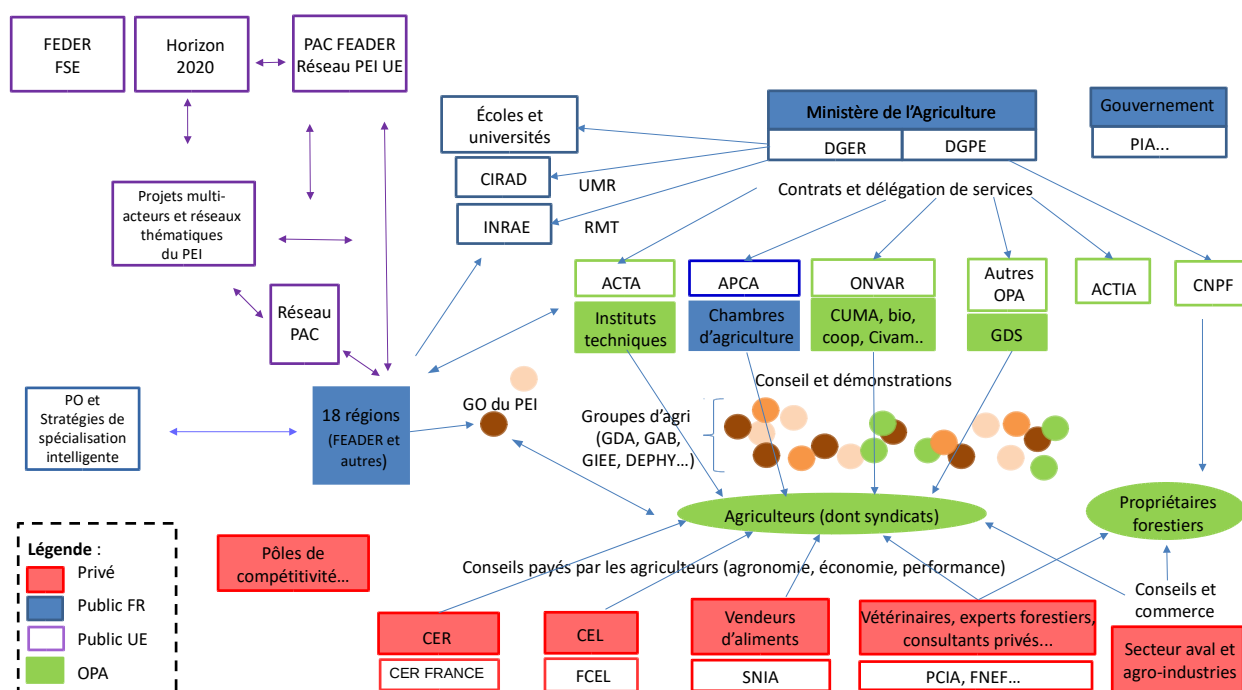 FEDER
FSE
Horizon
2020
PAC FEADER
Réseau PEI UE
Écoles et
universités
Ministère de l'Agriculture
DGER
DGPE
Gouvernement
PIA...
CIRAD
UMR
INRAE
RMT
Contrats et délégation de services
Projets multi-
acteurs et réseaux
thématiques
du PEI
Réseau
PAC
ACTA
Instituts
techniques
APCA
Chambres
d'agriculture
ONVAR
CUMA, bio,
coop, Civam..
Autres
OPA
GDS
ACTIA
CNPF
Conseil et démonstrations
PO et
Stratégies de
spécialisation
intelligente
18 régions
(FEADER et
autres)
GO du PEI
Groupes d'agri
(GDA, GAB,
GIEE, DEPHY...)
Agriculteurs (dont syndicats)
Propriétaires
forestiers
Légende :
Privé
Public FR
Public UE
OPA
Pôles de
compétitivité…
Conseils payés par les agriculteurs (agronomie, économie, performance)
Conseils et
commerce
CER
CER FRANCE
CEL
FCEL
Vendeurs
d'aliments
SNIA
Vétérinaires, experts forestiers,
consultants privés...
PCIA, FNEF…
Secteur aval et
agro-industries